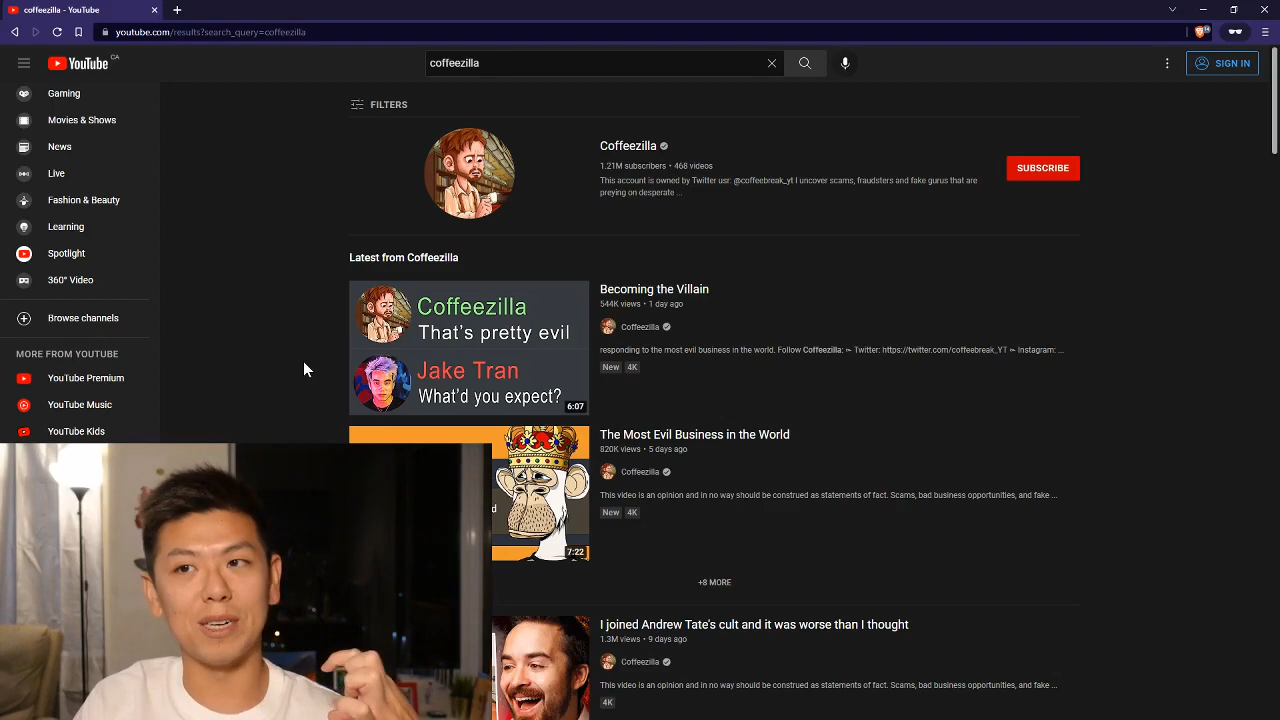 coffeezilla - YouTube
youtube.com/results?search_query=coffeezilla
YouTube CA
coffeezilla
SIGN IN
Gaming
Movies & Shows
News
Live
Fashion & Beauty
Learning
Spotlight
360° Video
Browse channels
MORE FROM YOUTUBE
YouTube Premium
YouTube Music
YouTube Kids
FILTERS
Coffeezilla
1.21M subscribers • 468 videos
This account is owned by Twitter usr: @coffeebreak_yt I uncover scams, fraudsters and fake gurus that are
preying on desperate ...
SUBSCRIBE
Latest from Coffeezilla
Coffeezilla
That's pretty evil
Jake Tran
What'd you expect?
6:07
Becoming the Villain
544K views • 1 day ago
Coffeezilla
responding to the most evil business in the world. Follow Coffeezilla: ➳ Twitter: https://twitter.com/coffeebreak_YT ➳ Instagram: ...
New 4K
d
7:22
The Most Evil Business in the World
820K views • 5 days ago
Coffeezilla
This video is an opinion and in no way should be construed as statements of fact. Scams, bad business opportunities, and fake ...
New 4K
+8 MORE
I joined Andrew Tate's cult and it was worse than I thought
1.3M views • 9 days ago
Coffeezilla
This video is an opinion and in no way should be construed as statements of fact. Scams, bad business opportunities, and fake ...
4K